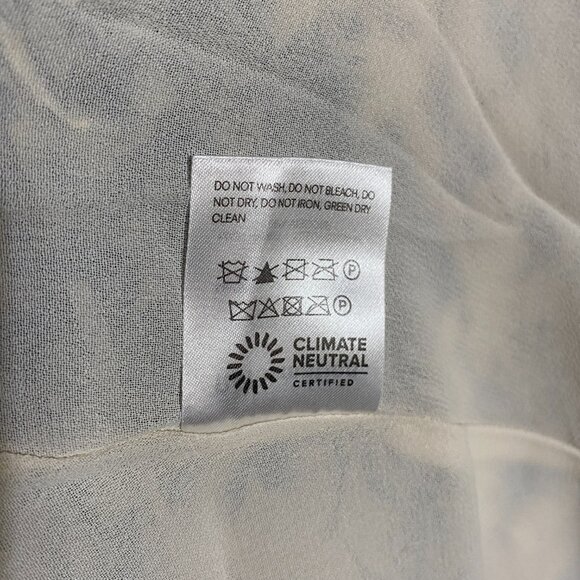 DO NOT WASH, DO NOT BLEACH, DO
NOT DRY, DO NOT IRON, GREEN DRY
CLEAN
P
P
CLIMATE
NEUTRAL
CERTIFIED